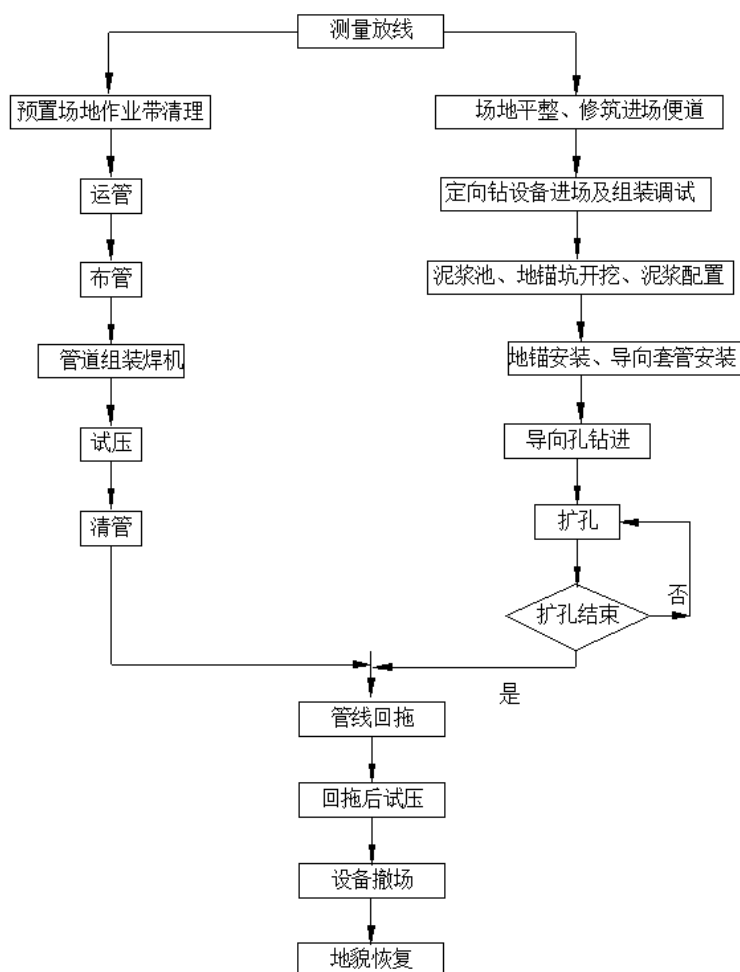 测量放线
预置场地作业带清理
场地平整、修筑进场便道
运管
定向钻设备进场及组装调试
布管
泥浆池、地锚坑开挖、泥浆配置
管道组装焊机
地锚安装、导向套管安装
试压
导向孔钻进
清管
扩孔
否
扩孔结束
是
管线回拖
回拖后试压
设备撤场
地貌恢复